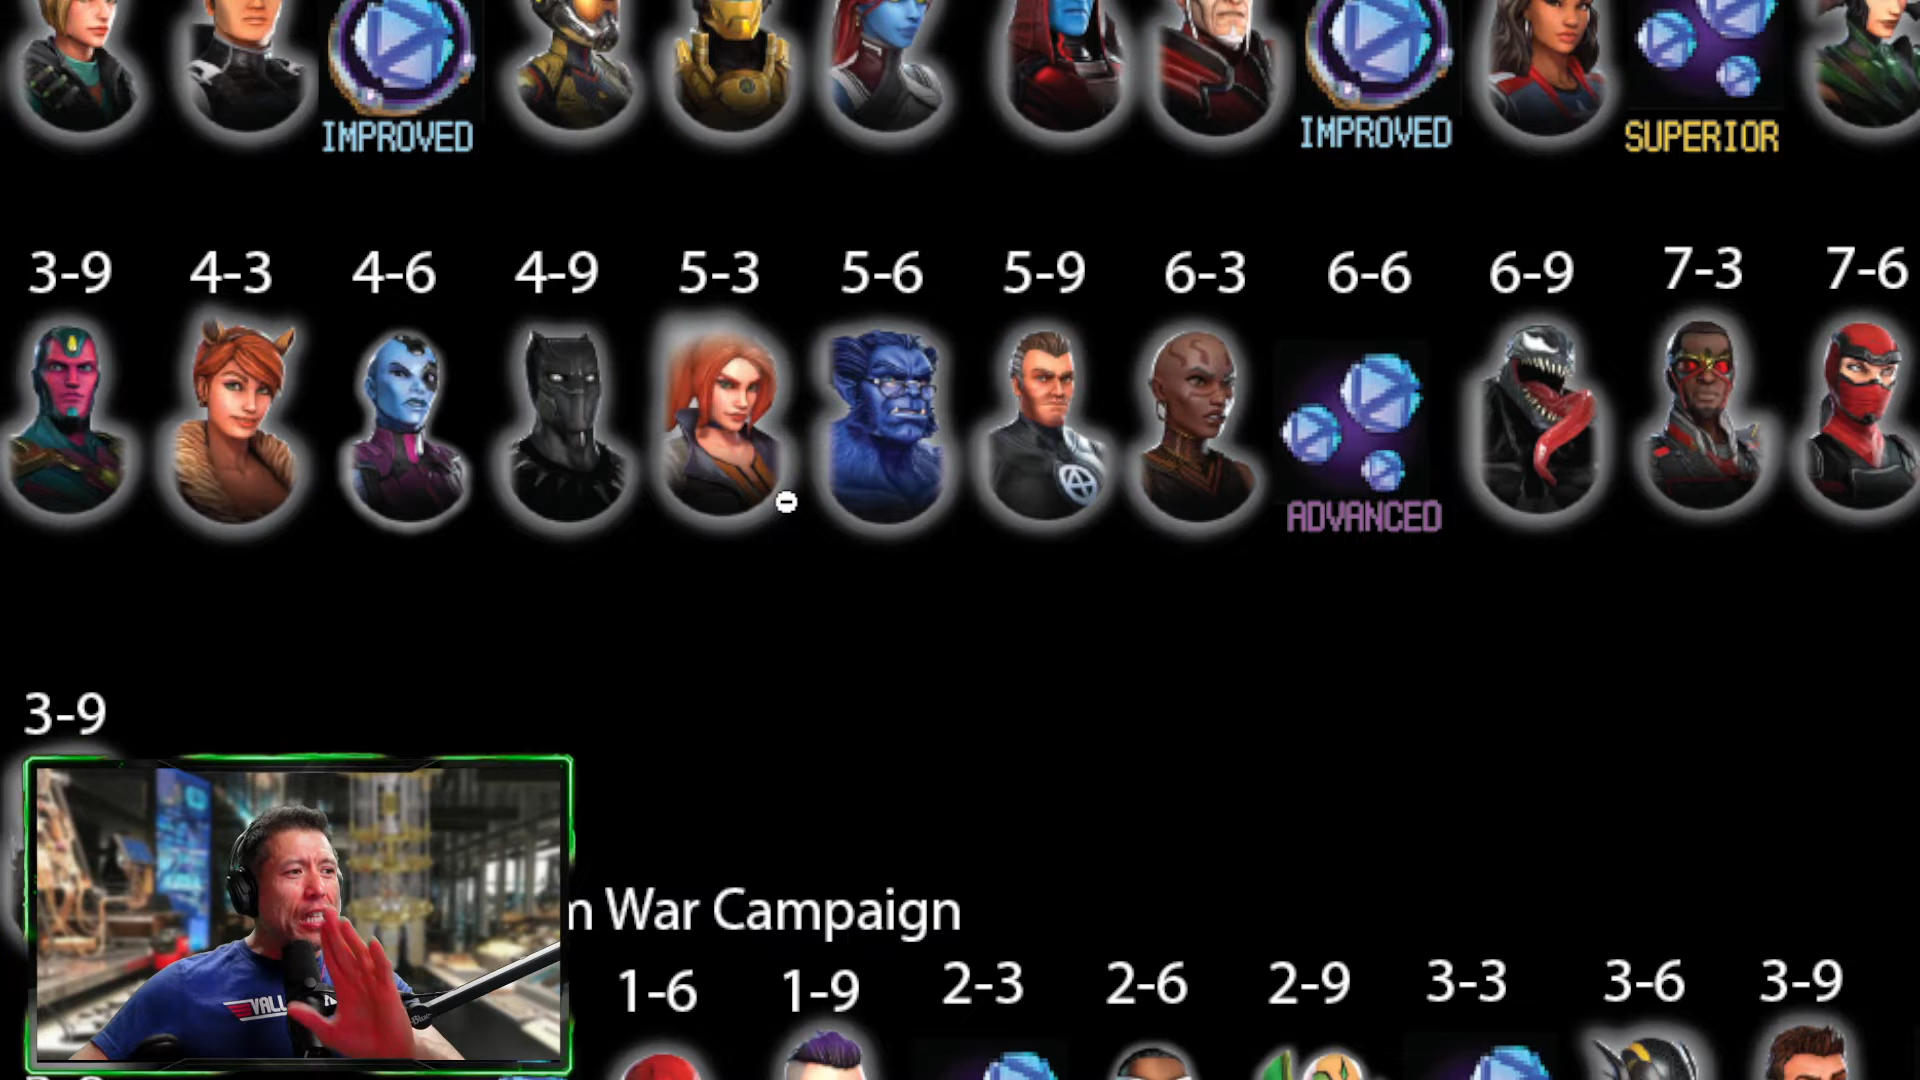 IMPROVED IMPROVED SUPERIOR
3-9 4-3 4-6 4-9 5-3 5-6 5-9 6-3 6-6 6-9 7-3 7-6
ADVANCED
3-9
War Campaign
1-6 1-9 2-3 2-6 2-9 3-3 3-6 3-9